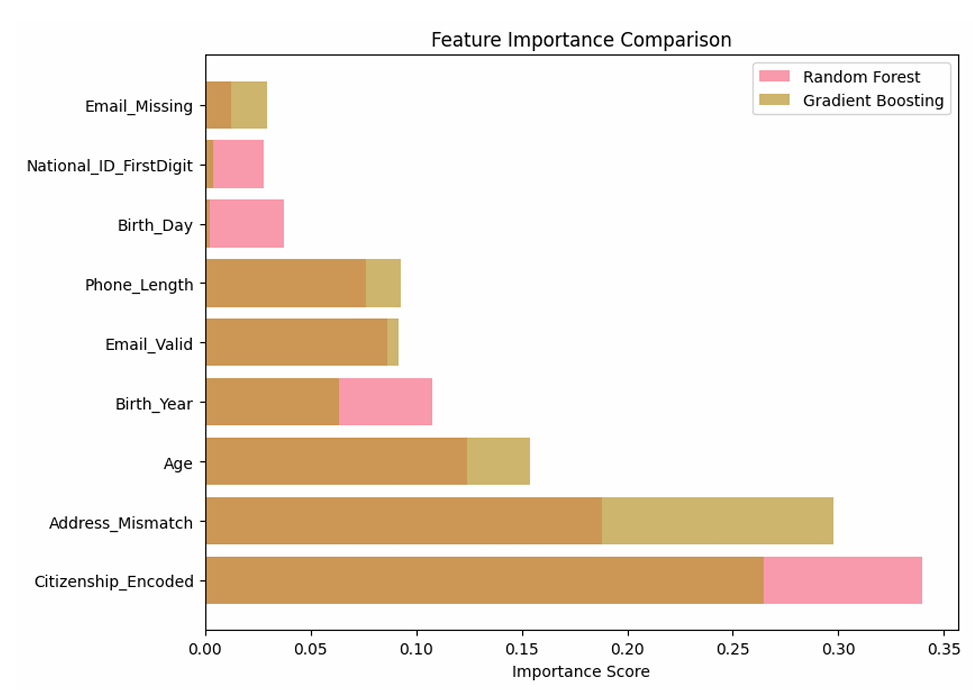 Feature Importance Comparison
Random Forest
Gradient Boosting
Email_Missing
National_ID_FirstDigit
Birth_Day
Phone_Length
Email_Valid
Birth_Year
Age
Address_Mismatch
Citizenship_Encoded
0.00 0.05 0.10 0.15 0.20 0.25 0.30 0.35
Importance Score